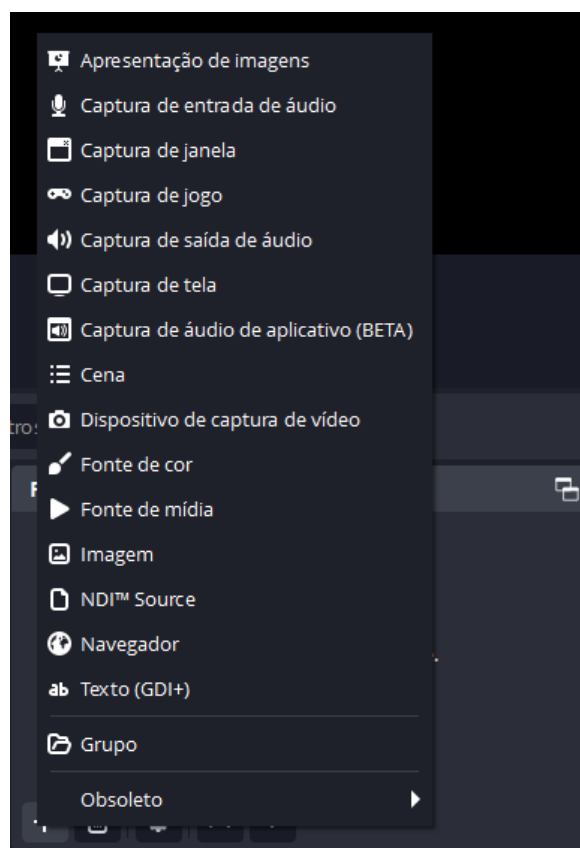 Apresentação de imagens
Captura de entrada de áudio
Captura de janela
Captura de jogo
Captura de saída de áudio
Captura de tela
Captura de áudio de aplicativo (BETA)
Cena
Dispositivo de captura de vídeo
Fonte de cor
Fonte de mídia
Imagem
NDI™ Source
Navegador
ab Texto (GDI+)
Grupo
Obsoleto